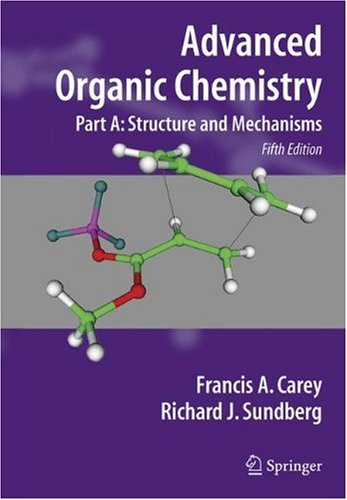 Advanced
Organic Chemistry
Part A: Structure and Mechanisms
Fifth Edition
Francis A. Carey
Richard J. Sundberg
Springer